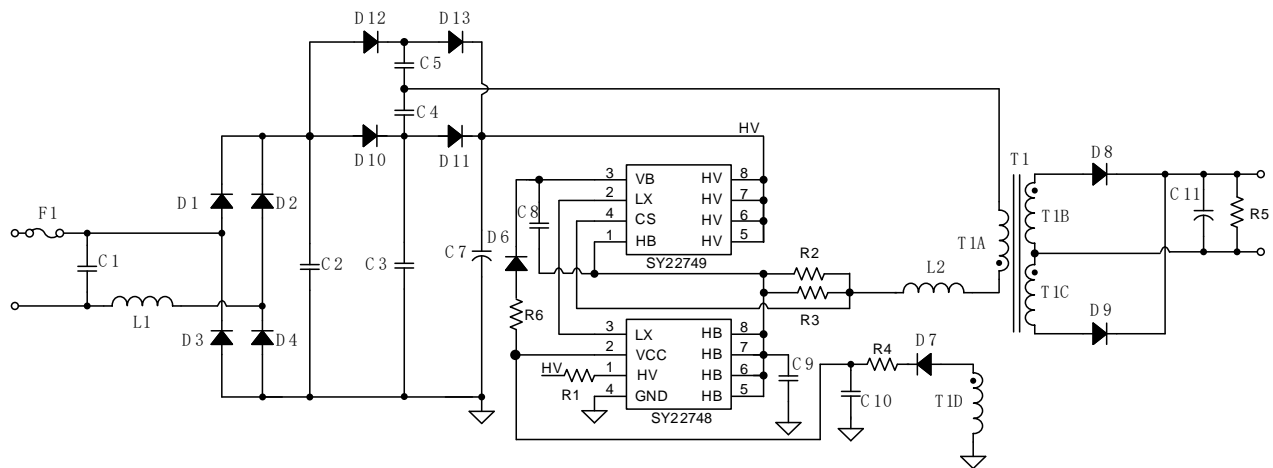 D12 D13
C5
C4
D10 D11
HV
D1 D2
F1
C1
L1
D3 D4
C2 C3 C7
D6
C8
R6
3 VB HV 8
2 LX HV 7
4 CS HV 6
1 HB HV 5
SY22749
R2
R3
L2
3 LX HB 8
2 VCC HB 7
1 HV HB 6
4 GND HB 5
SY22748
HV
R1
C9
R4 D7
C10
T1D
T1
T1A
T1B
T1C
D8
D9
C11
R5